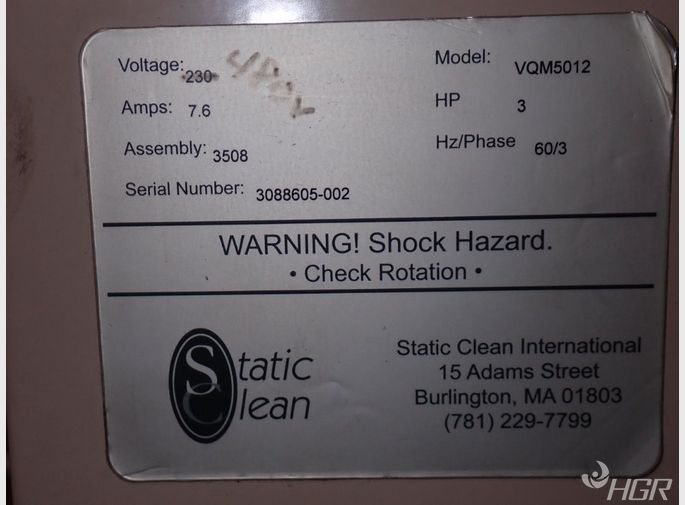 Voltage: 230 480V
Model: VQM5012
Amps: 7.6
HP 3
Assembly: 3508
Hz/Phase 60/3
Serial Number: 3088605-002
WARNING! Shock Hazard.
• Check Rotation •
Static
Clean
Static Clean International
15 Adams Street
Burlington, MA 01803
(781) 229-7799
HGR